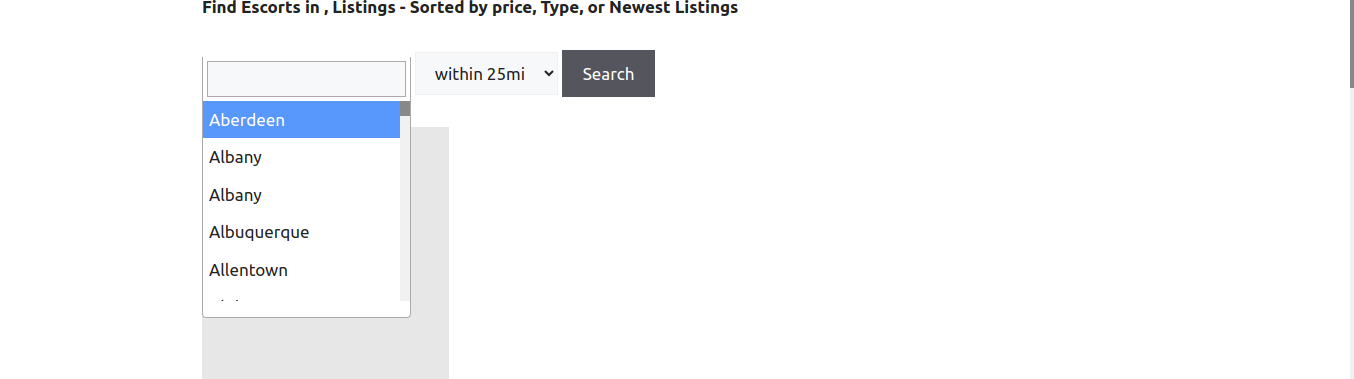 Find Escorts in , Listings - Sorted by price, Type, or Newest Listings
within 25mi Search
Aberdeen
Albany
Albany
Albuquerque
Allentown